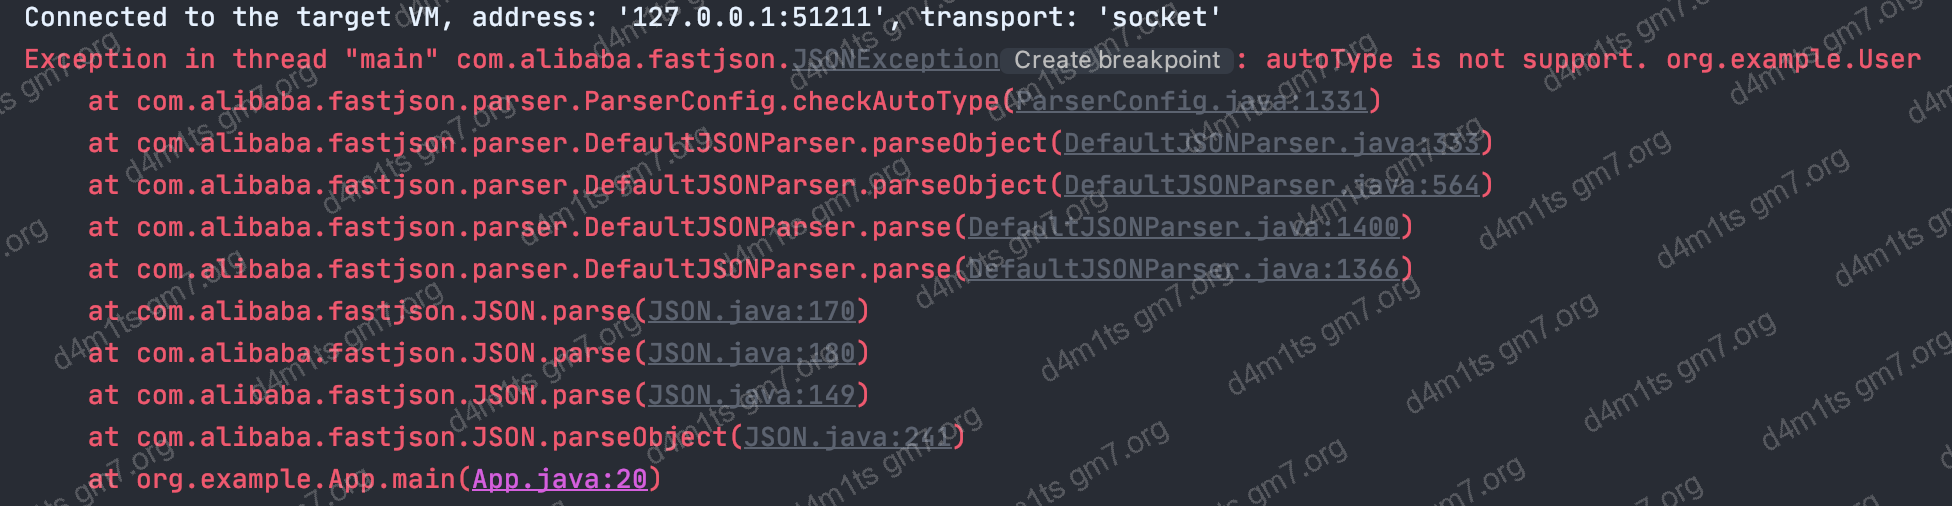 Connected to the target VM, address: '127.0.0.1:51211', transport: 'socket'
Exception in thread "main" com.alibaba.fastjson.JSONException Create breakpoint : autoType is not support. org.example.User
at com.alibaba.fastjson.parser.ParserConfig.checkAutoType(ParserConfig.java:1331)
at com.alibaba.fastjson.parser.DefaultJSONParser.parseObject(DefaultJSONParser.java:333)
at com.alibaba.fastjson.parser.DefaultJSONParser.parseObject(DefaultJSONParser.java:564)
at com.alibaba.fastjson.parser.DefaultJSONParser.parse(DefaultJSONParser.java:1400)
at com.alibaba.fastjson.parser.DefaultJSONParser.parse(DefaultJSONParser.java:1366)
at com.alibaba.fastjson.JSON.parse(JSON.java:170)
at com.alibaba.fastjson.JSON.parse(JSON.java:180)
at com.alibaba.fastjson.JSON.parse(JSON.java:149)
at com.alibaba.fastjson.JSON.parseObject(JSON.java:241)
at org.example.App.main(App.java:20)
d4m1ts gm7.org